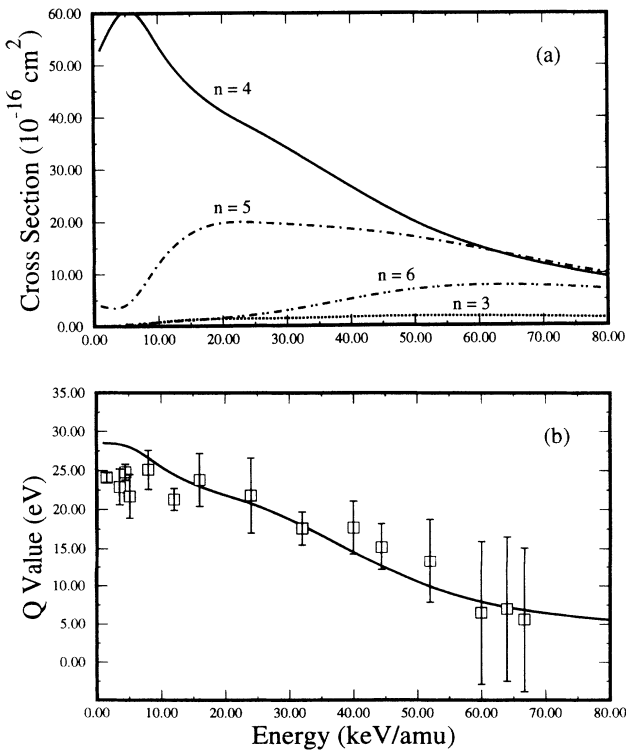 60.00
(a)
50.00
n = 4
40.00
30.00
n = 5
20.00
n = 6
10.00
n = 3
0.00
0.00 10.00 20.00 30.00 40.00 50.00 60.00 70.00 80.00
Cross Section (10^-16 cm^2)
35.00
(b)
30.00
25.00
20.00
15.00
10.00
5.00
0.00
0.00 10.00 20.00 30.00 40.00 50.00 60.00 70.00 80.00
Q Value (eV)
Energy (keV/amu)